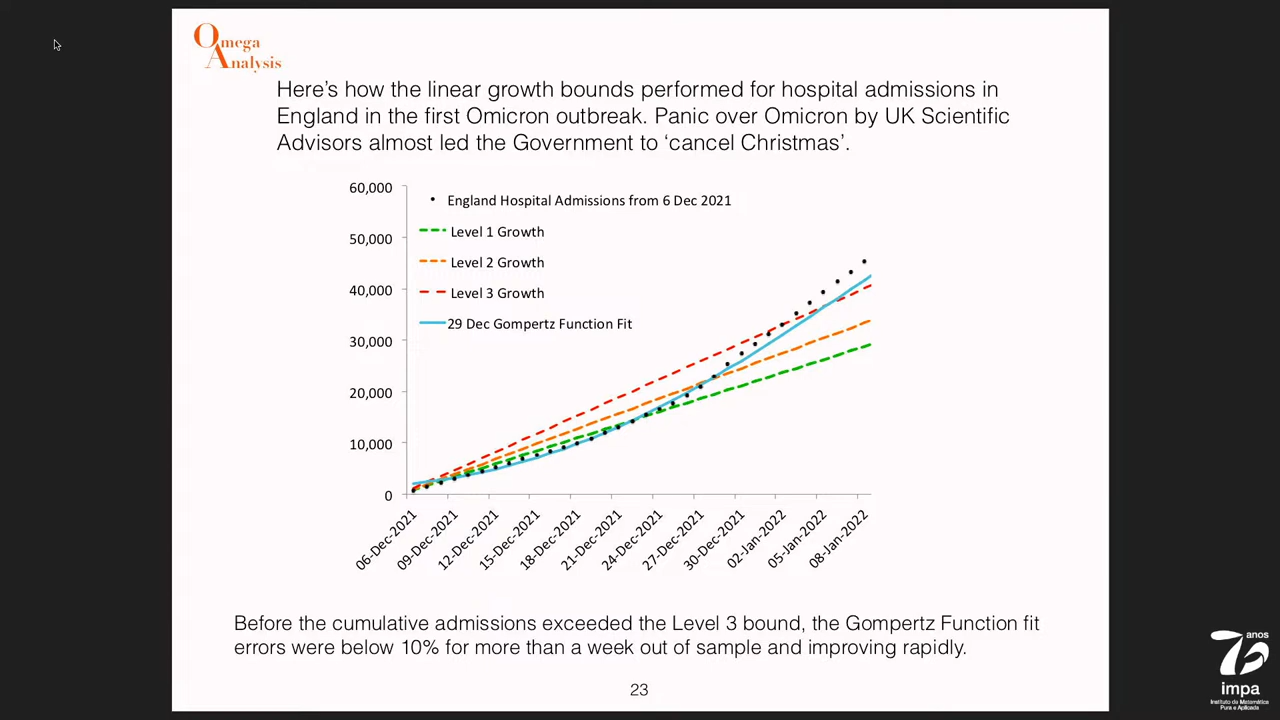 Omega
Analysis
Here's how the linear growth bounds performed for hospital admissions in
England in the first Omicron outbreak. Panic over Omicron by UK Scientific
Advisors almost led the Government to ‘cancel Christmas’.
60,000
50,000
40,000
30,000
20,000
10,000
0
England Hospital Admissions from 6 Dec 2021
Level 1 Growth
Level 2 Growth
Level 3 Growth
29 Dec Gompertz Function Fit
06-Dec-2021
09-Dec-2021
12-Dec-2021
15-Dec-2021
18-Dec-2021
21-Dec-2021
24-Dec-2021
27-Dec-2021
30-Dec-2021
02-Jan-2022
05-Jan-2022
08-Jan-2022
Before the cumulative admissions exceeded the Level 3 bound, the Gompertz Function fit
errors were below 10% for more than a week out of sample and improving rapidly.
23
70 anos
impa
Instituto de Matemática
Pura e Aplicada